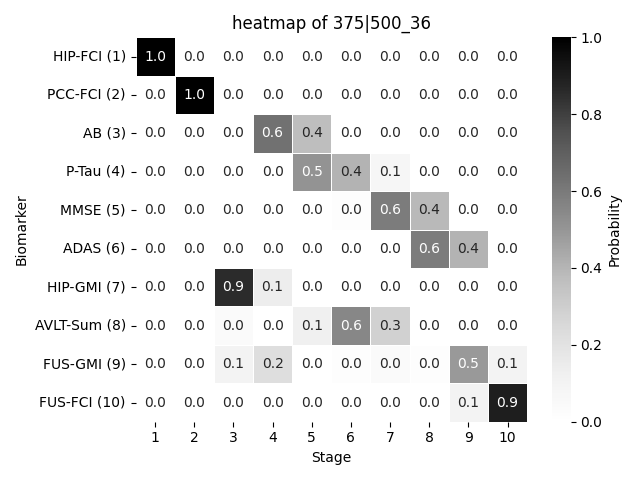 heatmap of 375|500_36
HIP-FCI (1) 1.0 0.0 0.0 0.0 0.0 0.0 0.0 0.0 0.0 0.0
PCC-FCI (2) 0.0 1.0 0.0 0.0 0.0 0.0 0.0 0.0 0.0 0.0
AB (3) 0.0 0.0 0.0 0.6 0.4 0.0 0.0 0.0 0.0 0.0
P-Tau (4) 0.0 0.0 0.0 0.0 0.5 0.4 0.1 0.0 0.0 0.0
MMSE (5) 0.0 0.0 0.0 0.0 0.0 0.0 0.6 0.4 0.0 0.0
ADAS (6) 0.0 0.0 0.0 0.0 0.0 0.0 0.0 0.6 0.4 0.0
HIP-GMI (7) 0.0 0.0 0.9 0.1 0.0 0.0 0.0 0.0 0.0 0.0
AVLT-Sum (8) 0.0 0.0 0.0 0.0 0.1 0.6 0.3 0.0 0.0 0.0
FUS-GMI (9) 0.0 0.0 0.1 0.2 0.0 0.0 0.0 0.0 0.5 0.1
FUS-FCI (10) 0.0 0.0 0.0 0.0 0.0 0.0 0.0 0.0 0.1 0.9
1 2 3 4 5 6 7 8 9 10
Stage
Biomarker
1.0
0.8
0.6
0.4
0.2
0.0
Probability